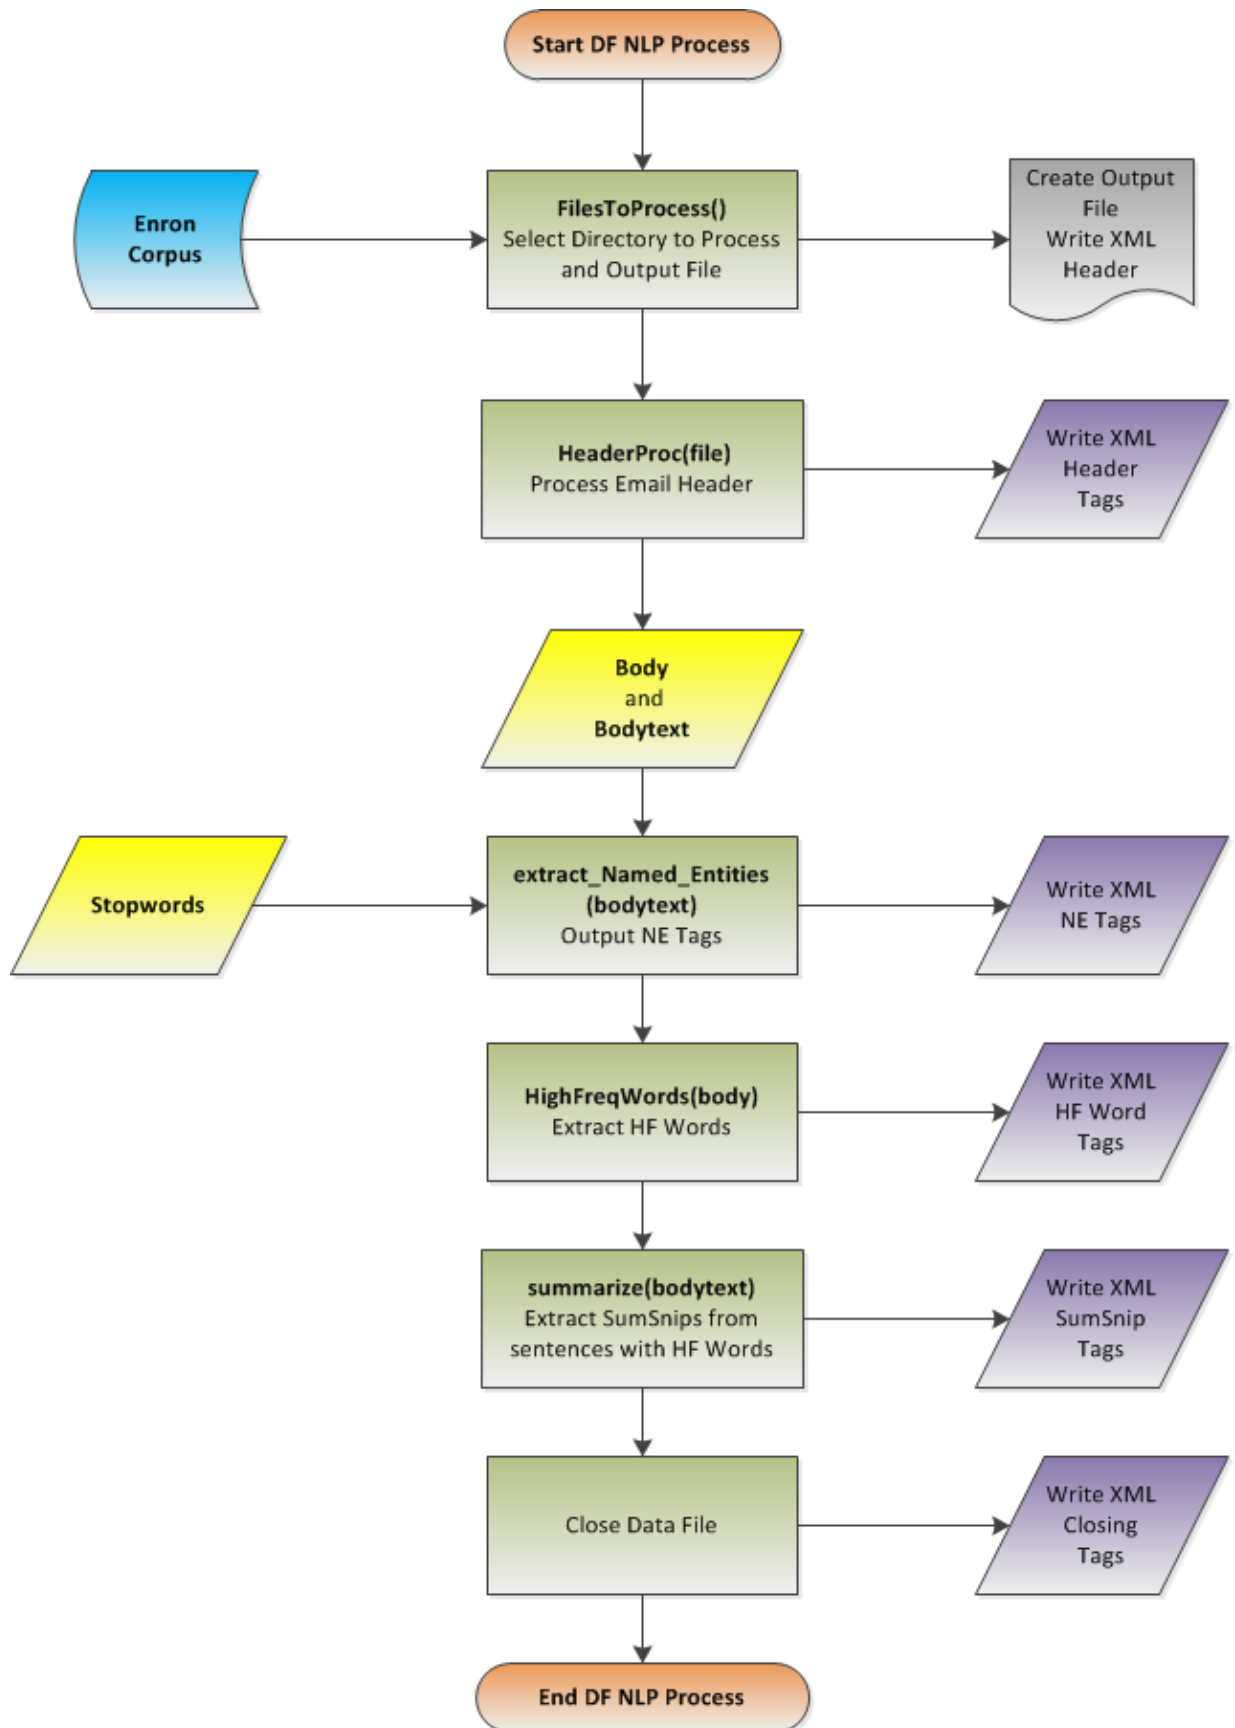 Start DF NLP Process
Enron
Corpus
FilesToProcess()
Select Directory to Process
and Output File
Create Output
File
Write XML
Header
HeaderProc(file)
Process Email Header
Write XML
Header
Tags
Body
and
Bodytext
Stopwords
extract_Named_Entities
(bodytext)
Output NE Tags
Write XML
NE Tags
HighFreqWords(body)
Extract HF Words
Write XML
HF Word
Tags
summarize(bodytext)
Extract SumSnips from
sentences with HF Words
Write XML
SumSnip
Tags
Close Data File
Write XML
Closing
Tags
End DF NLP Process